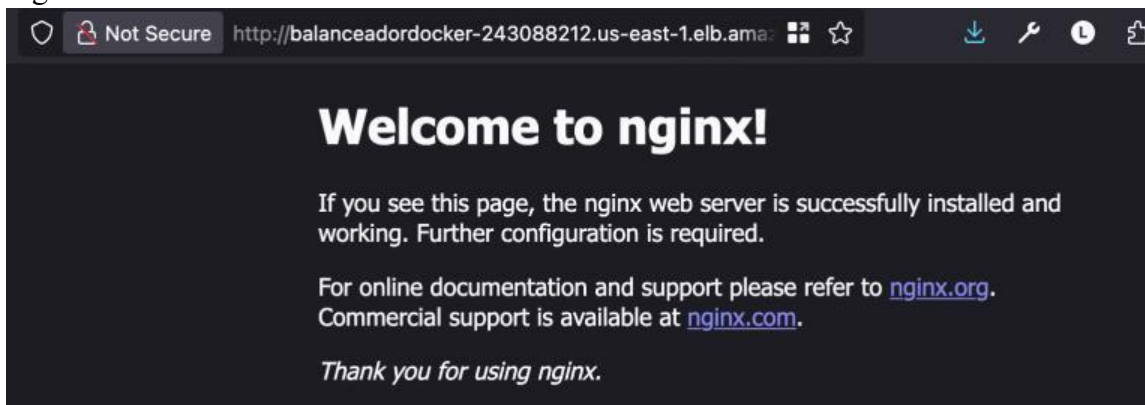 Not Secure http://balanceadordocker-243088212.us-east-1.elb.ama
L
Welcome to nginx!
If you see this page, the nginx web server is successfully installed and
working. Further configuration is required.
For online documentation and support please refer to nginx.org.
Commercial support is available at nginx.com.
Thank you for using nginx.